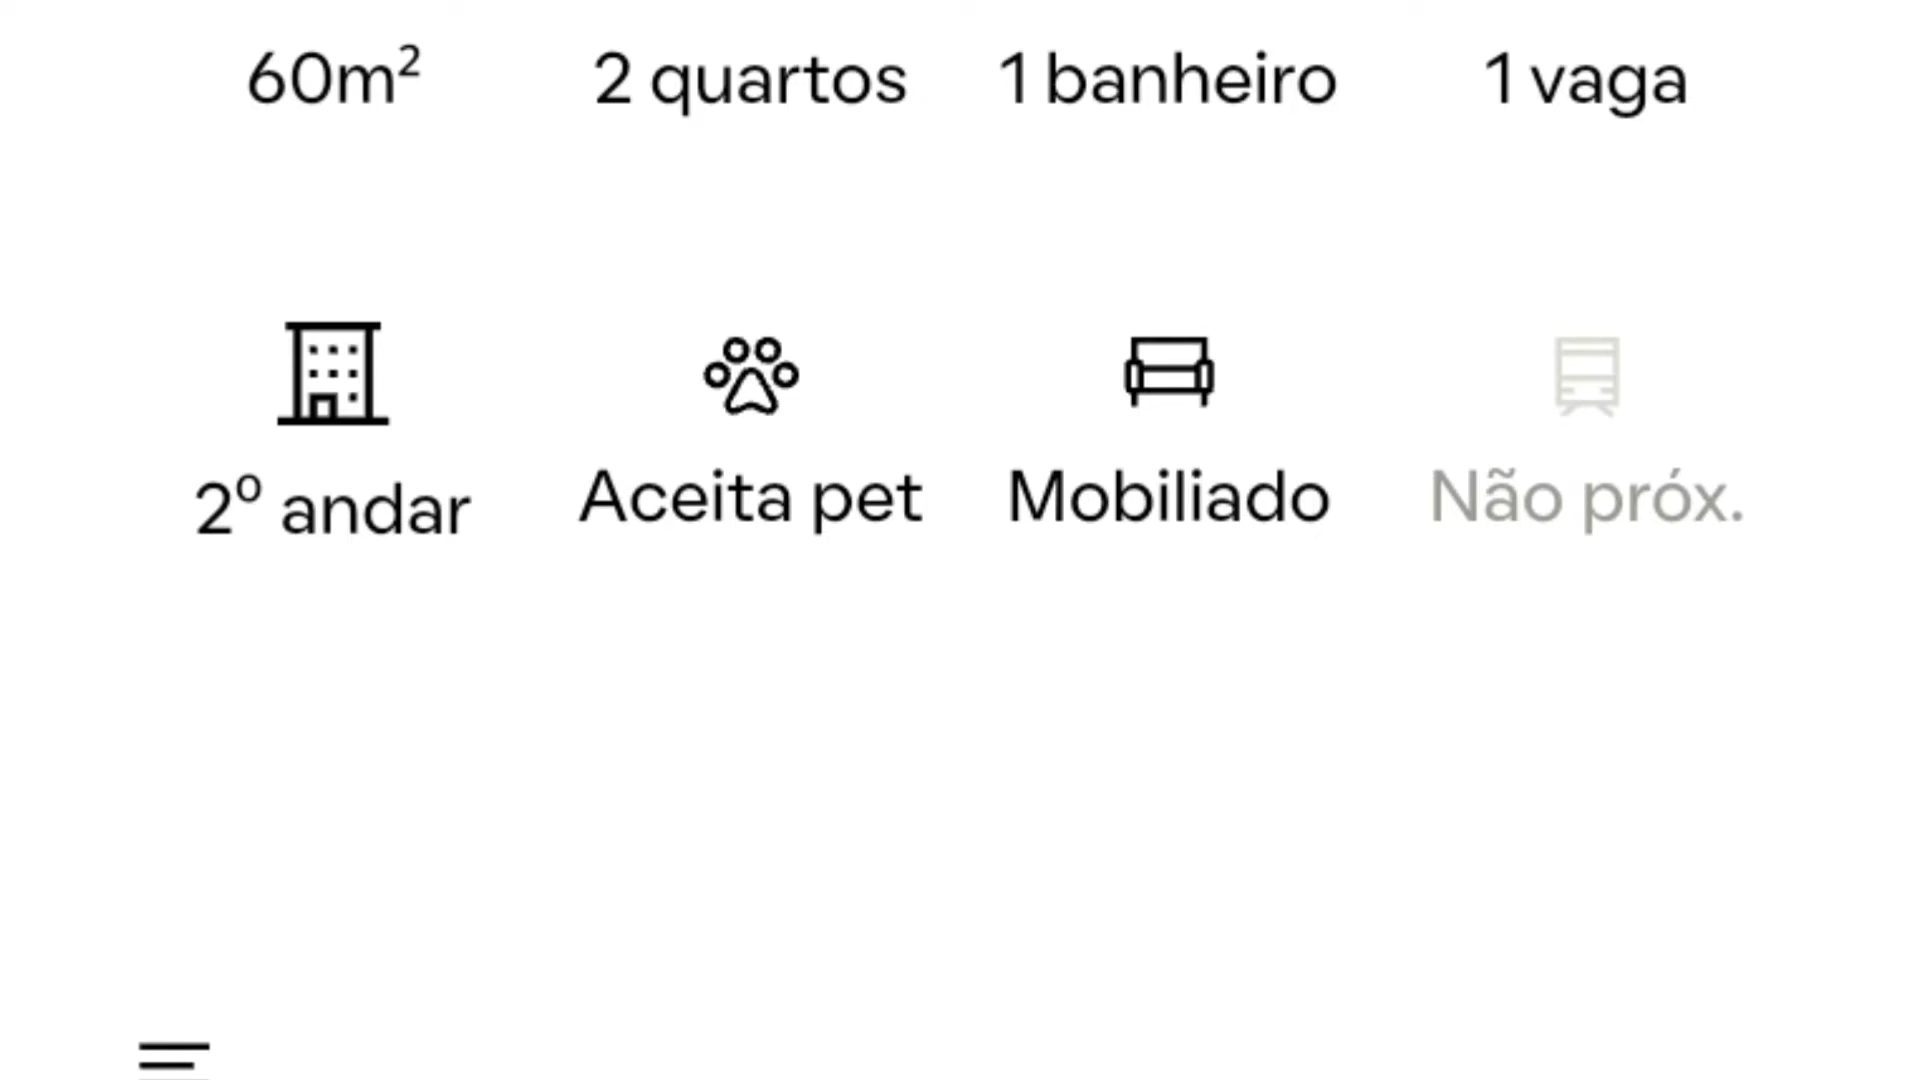 60m² 2 quartos 1 banheiro 1 vaga
2º andar Aceita pet Mobiliado Não próx.